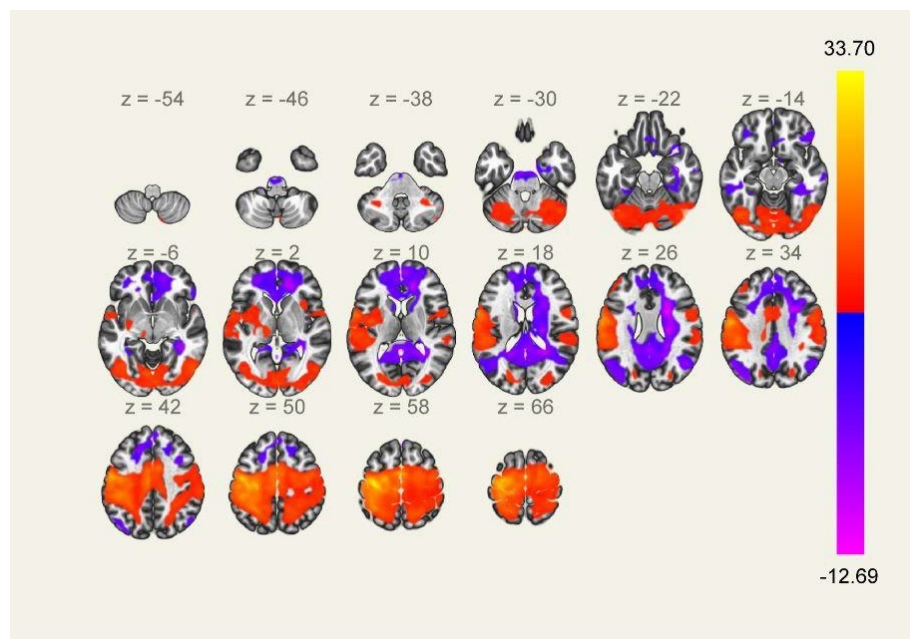 33.70
z = -54 z = -46 z = -38 z = -30 z = -22 z = -14
z = -6 z = 2 z = 10 z = 18 z = 26 z = 34
z = 42 z = 50 z = 58 z = 66
-12.69